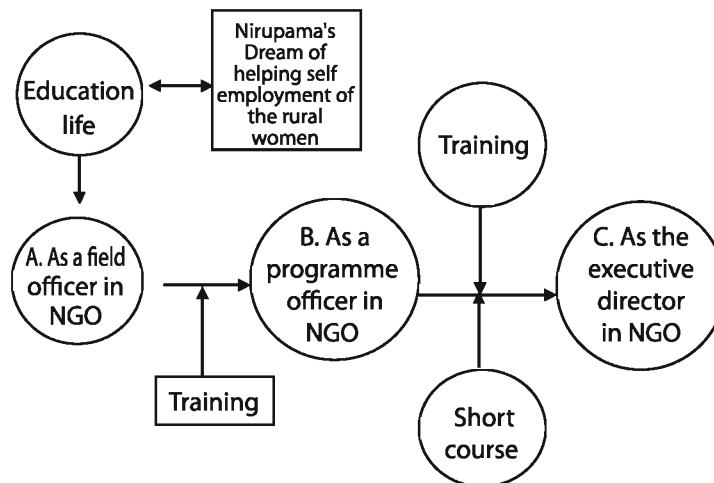 Education
life
Nirupama's
Dream of
helping self
employment of
the rural
women
Training
A. As a field
officer in
NGO
B. As a
programme
officer in
NGO
C. As the
executive
director
in NGO
Training
Short
course